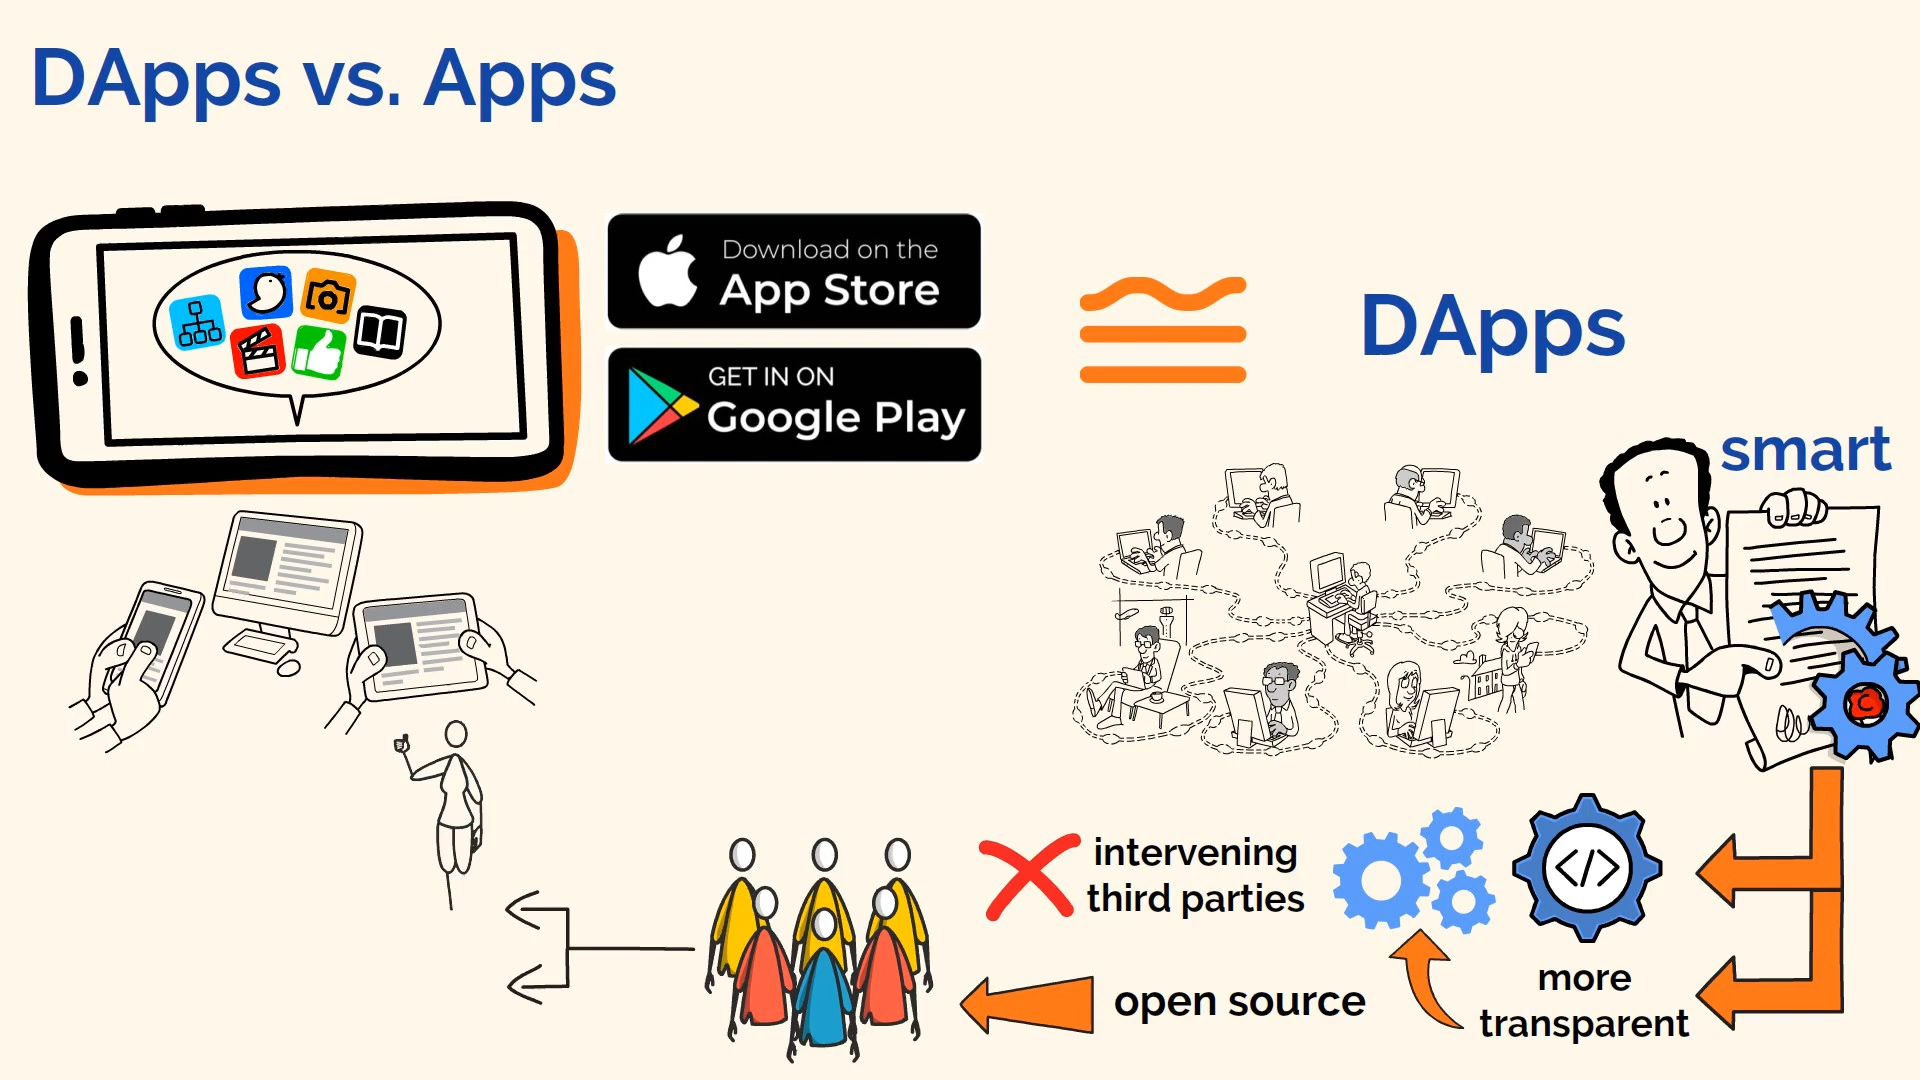 DApps vs. Apps
Download on the
App Store
GET IN ON
Google Play
DApps
smart
intervening
third parties
</>
more
transparent
open source
C